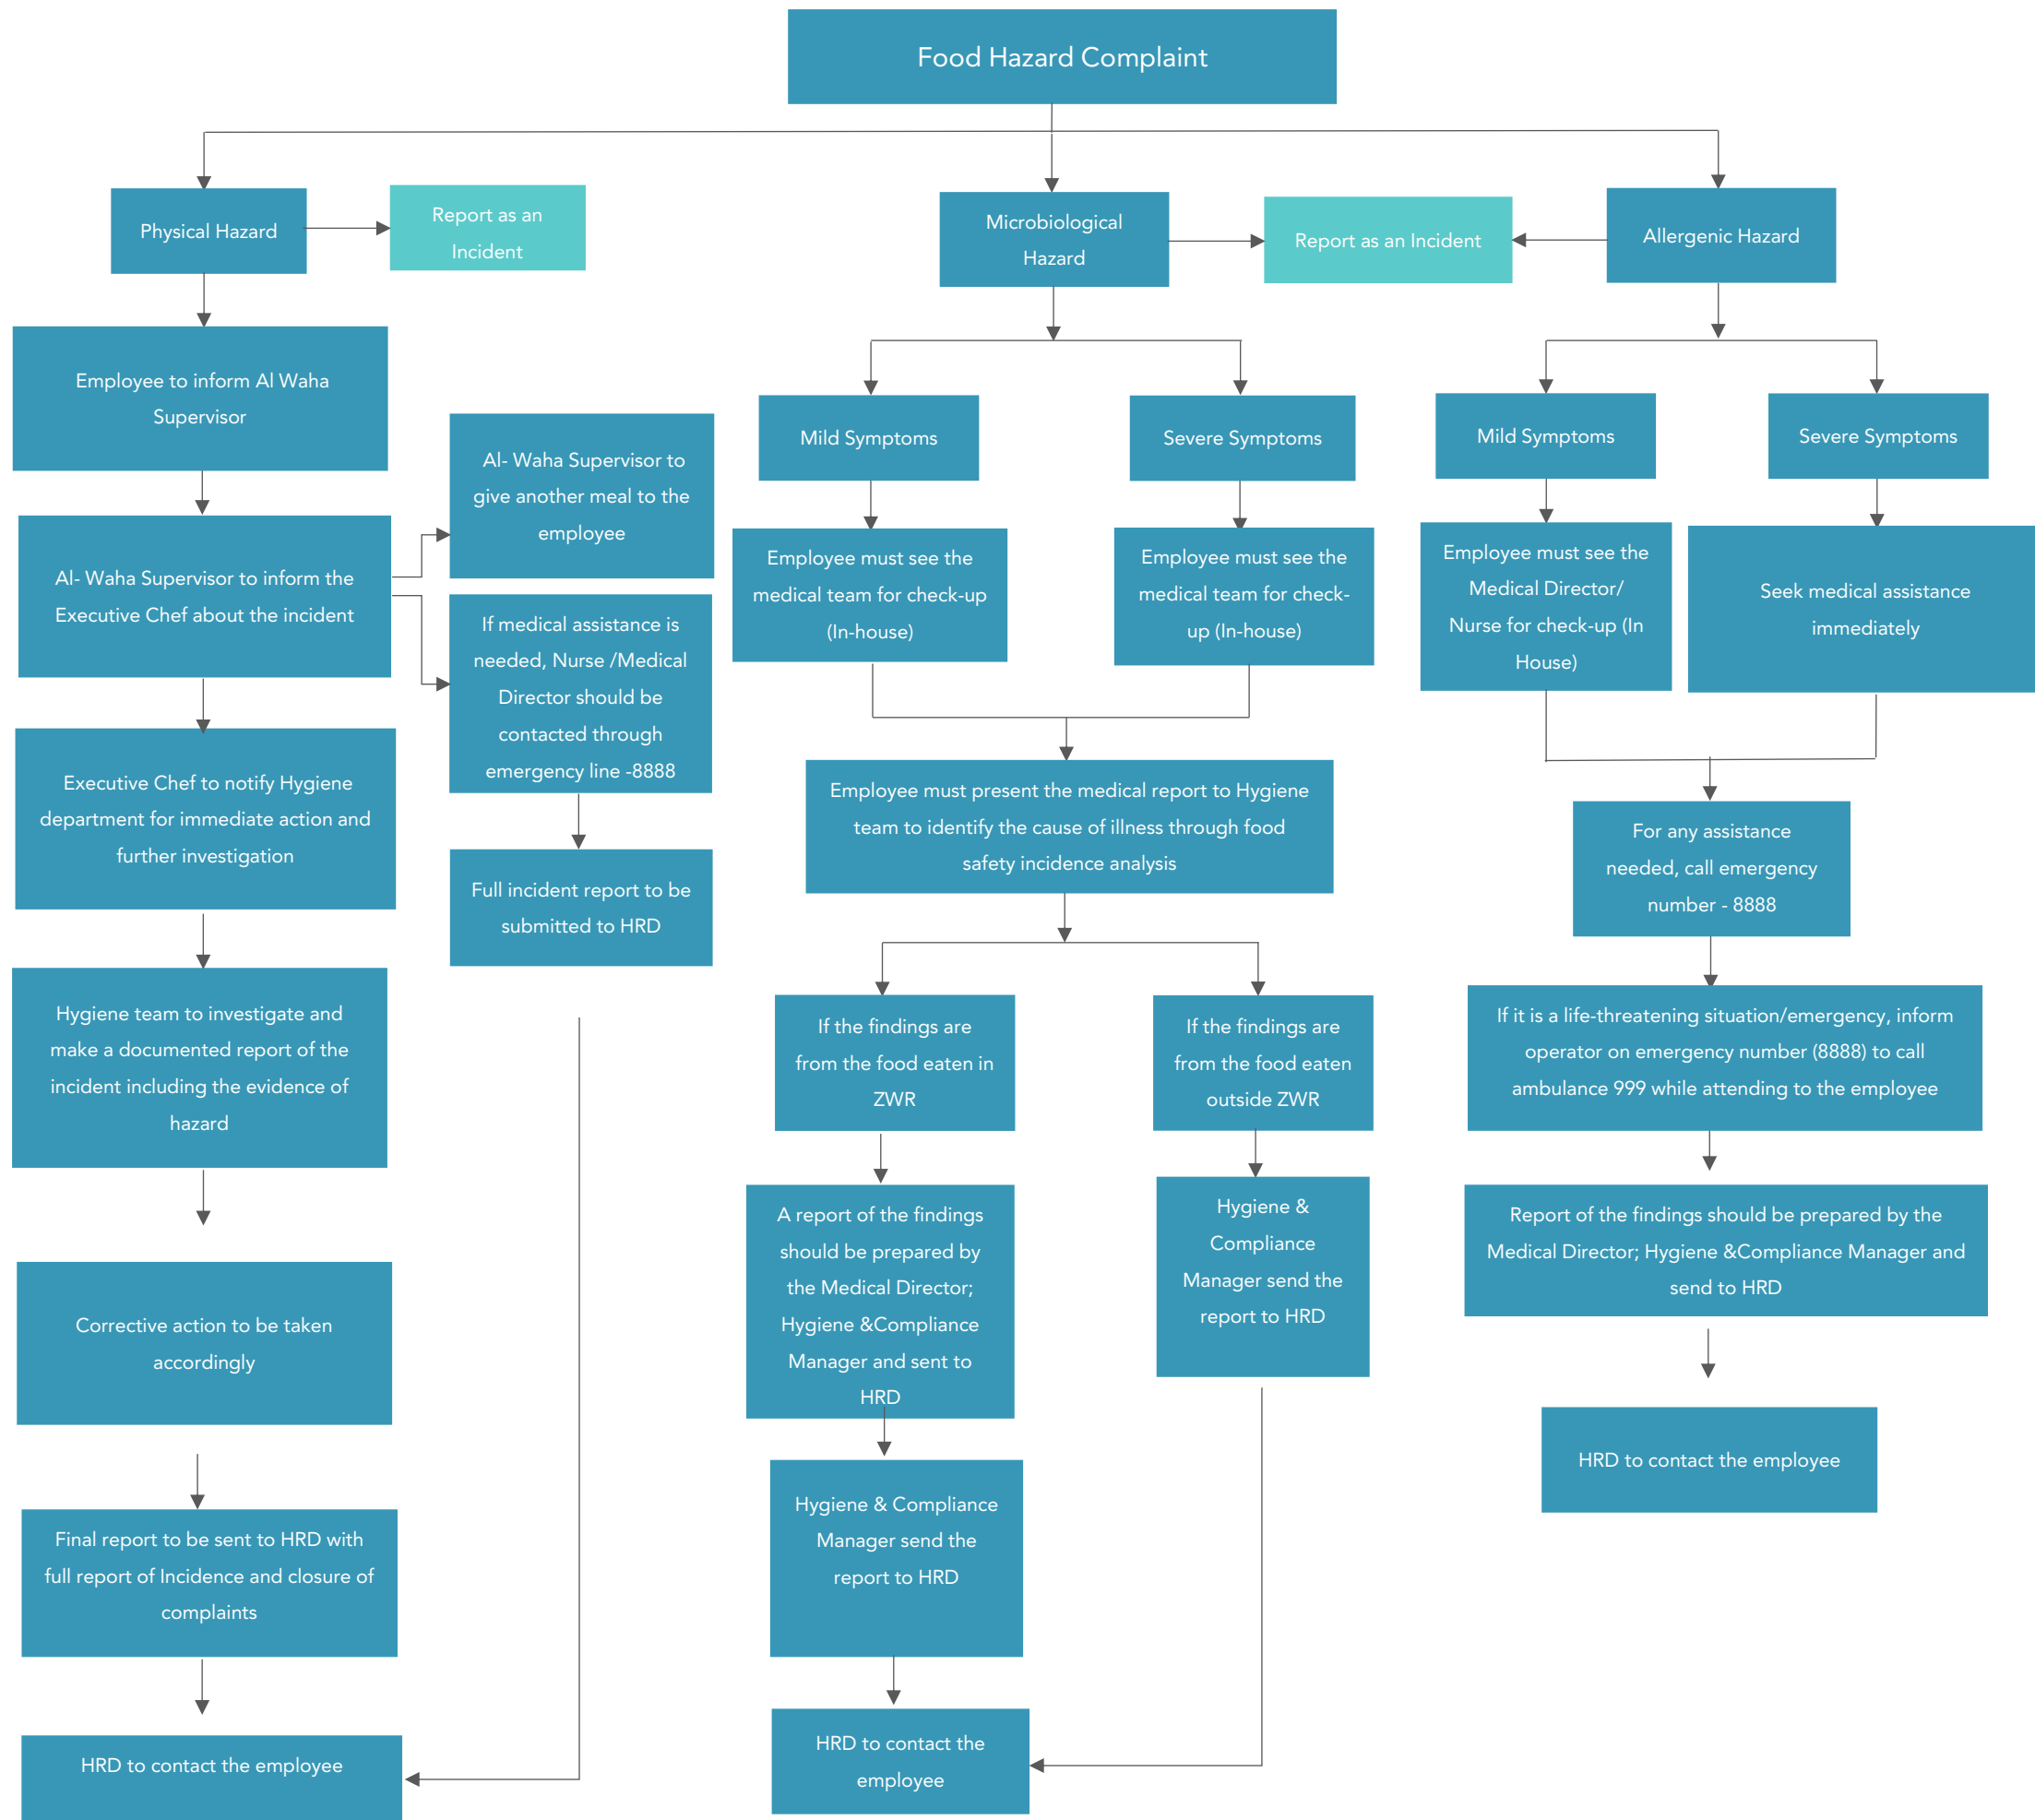 Food Hazard Complaint
Physical Hazard
Report as an
Incident
Employee to inform Al Waha
Supervisor
Al- Waha Supervisor to inform the
Executive Chef about the incident
Al- Waha Supervisor to
give another meal to the
employee
If medical assistance is
needed, Nurse /Medical
Director should be
contacted through
emergency line -8888
Full incident report to be
submitted to HRD
Executive Chef to notify Hygiene
department for immediate action and
further investigation
Hygiene team to investigate and
make a documented report of the
incident including the evidence of
hazard
Corrective action to be taken
accordingly
Final report to be sent to HRD with
full report of Incidence and closure of
complaints
HRD to contact the employee
Microbiological
Hazard
Report as an Incident
Mild Symptoms
Severe Symptoms
Employee must see the
medical team for check-up
(In-house)
Employee must see the
medical team for check-
up (In-house)
Employee must present the medical report to Hygiene
team to identify the cause of illness through food
safety incidence analysis
If the findings are
from the food eaten in
ZWR
If the findings are
from the food eaten
outside ZWR
A report of the findings
should be prepared by
the Medical Director;
Hygiene &Compliance
Manager and sent to
HRD
Hygiene &
Compliance
Manager send the
report to HRD
Hygiene & Compliance
Manager send the
report to HRD
HRD to contact the
employee
Allergenic Hazard
Mild Symptoms
Severe Symptoms
Employee must see the
Medical Director/
Nurse for check-up (In
House)
Seek medical assistance
immediately
For any assistance
needed, call emergency
number - 8888
If it is a life-threatening situation/emergency, inform
operator on emergency number (8888) to call
ambulance 999 while attending to the employee
Report of the findings should be prepared by the
Medical Director; Hygiene &Compliance Manager and
send to HRD
HRD to contact the employee